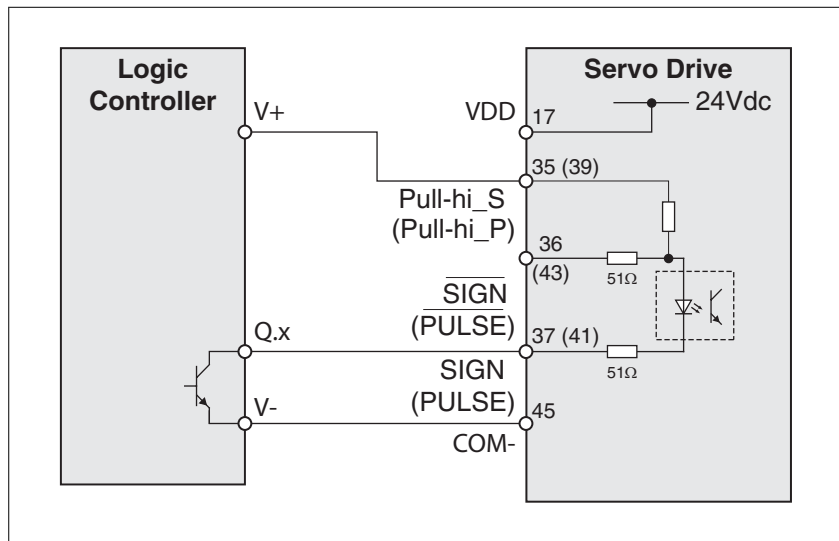 Logic
Controller
Servo Drive
V+
VDD
17
24Vdc
35 (39)
Pull-hi_S
(Pull-hi_P)
36
(43)
51Ω
SIGN
(PULSE)
Q.x
37 (41)
51Ω
SIGN
(PULSE)
V-
45
COM-